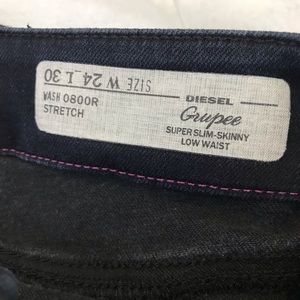 SIZE W 24 L 30
WASH 0800R
STRETCH
DIESEL
Grupee
SUPER SLIM-SKINNY
LOW WAIST